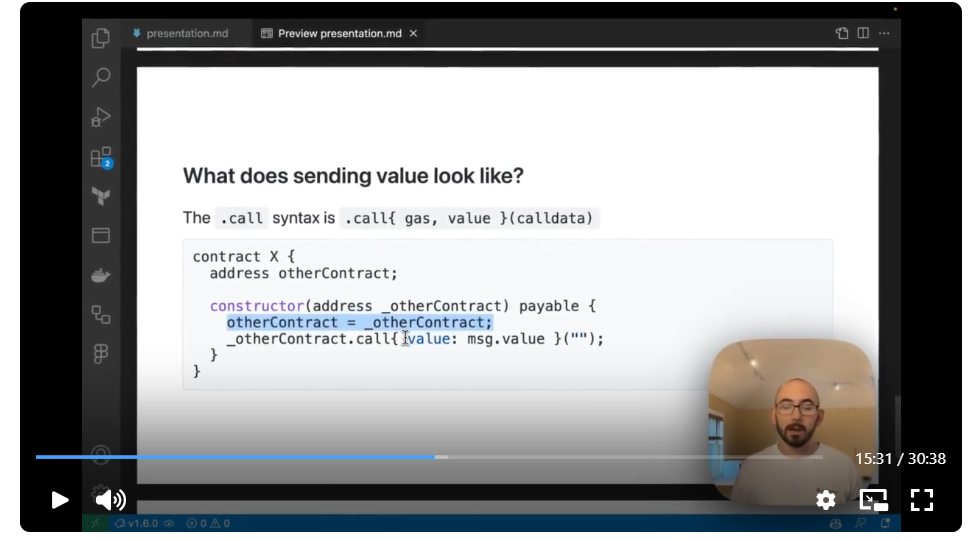 presentation.md
Preview presentation.md
What does sending value look like?
The .call syntax is .call{ gas, value }(calldata)
contract X {
address otherContract;
constructor(address _otherContract) payable {
otherContract = _otherContract;
_otherContract.call{ value: msg.value }("");
}
}
2
15:31 / 30:38
v1.6.0
0
0